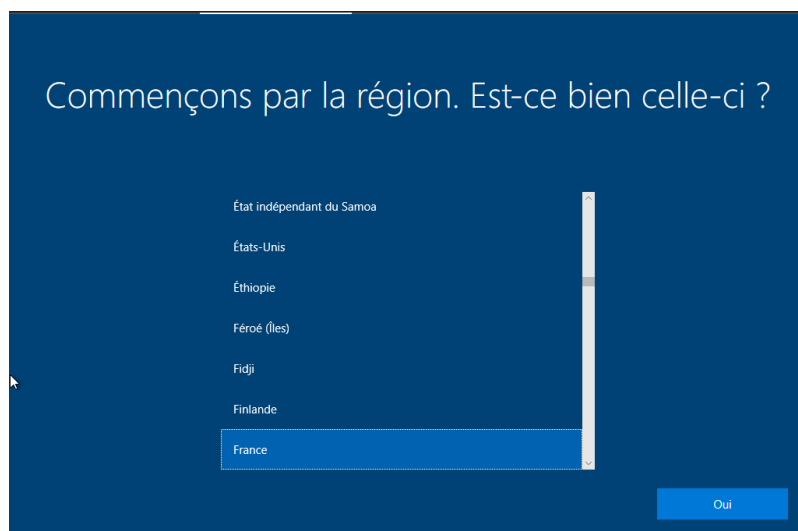 Commençons par la région. Est-ce bien celle-ci ?
État indépendant du Samoa
États-Unis
Éthiopie
Féroé (Îles)
Fidji
Finlande
France
Oui